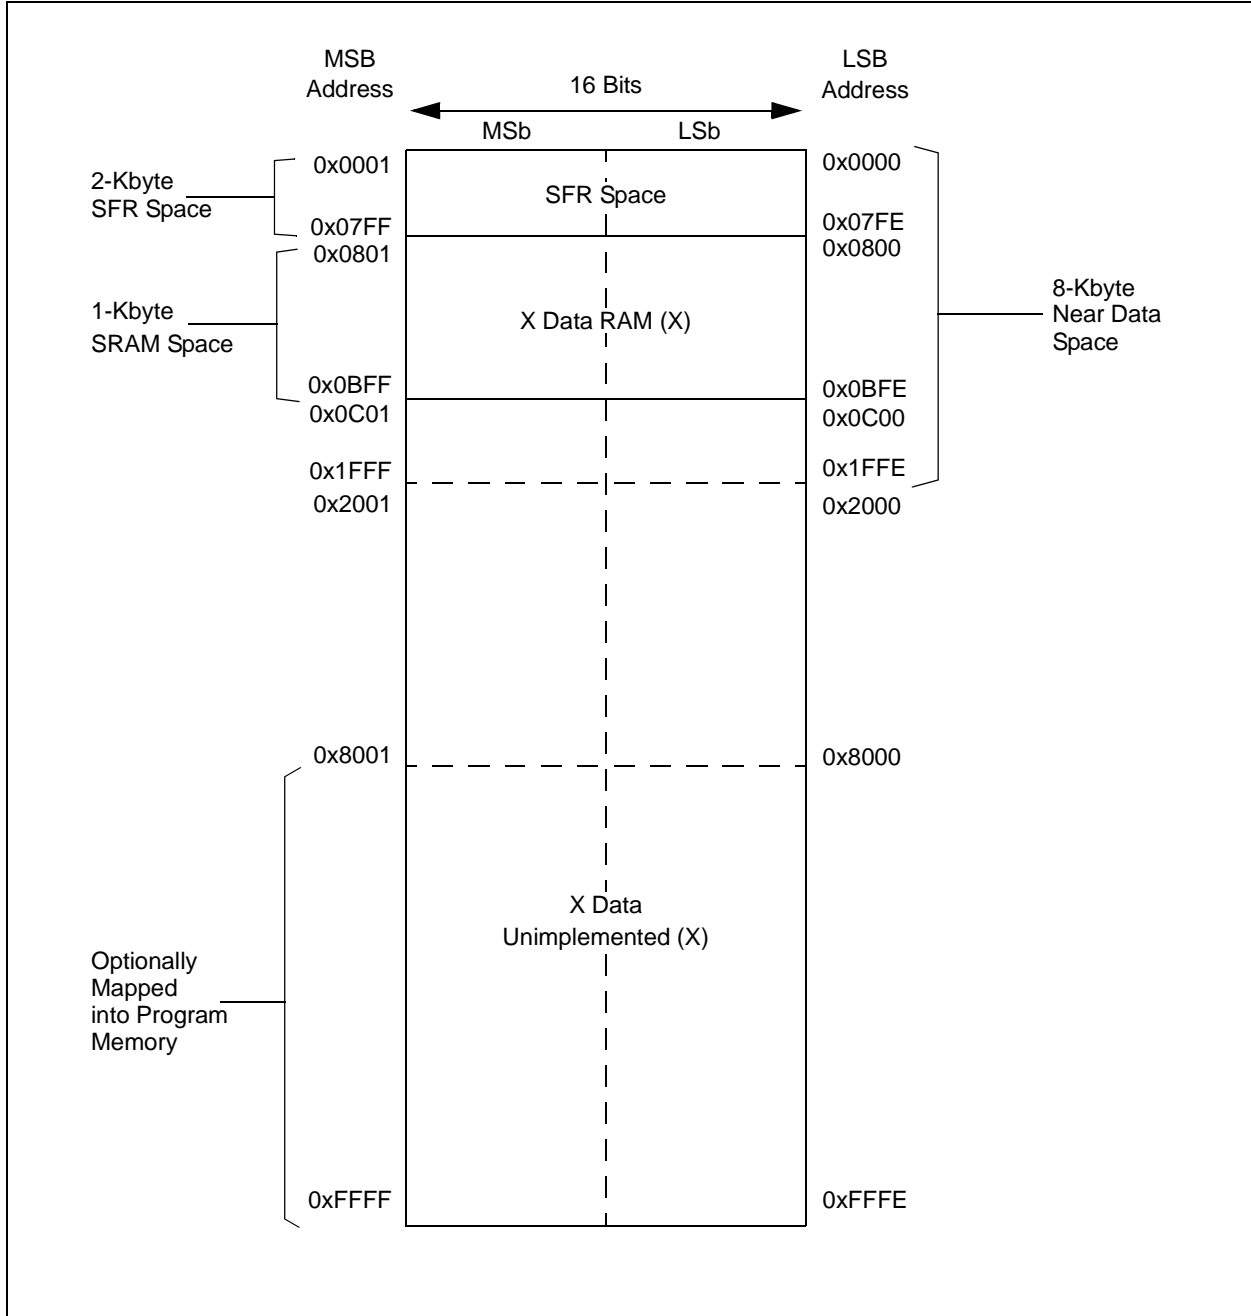 MSB
Address
16 Bits
LSB
Address
MSb
LSb
0x0001
0x0000
2-Kbyte
SFR Space
SFR Space
0x07FF
0x07FE
0x0801
0x0800
1-Kbyte
SRAM Space
X Data RAM (X)
8-Kbyte
Near Data
Space
0x0BFF
0x0BFE
0x0C01
0x0C00
0x1FFF
0x1FFE
0x2001
0x2000
0x8001
0x8000
X Data
Unimplemented (X)
Optionally
Mapped
into Program
Memory
0xFFFF
0xFFFE